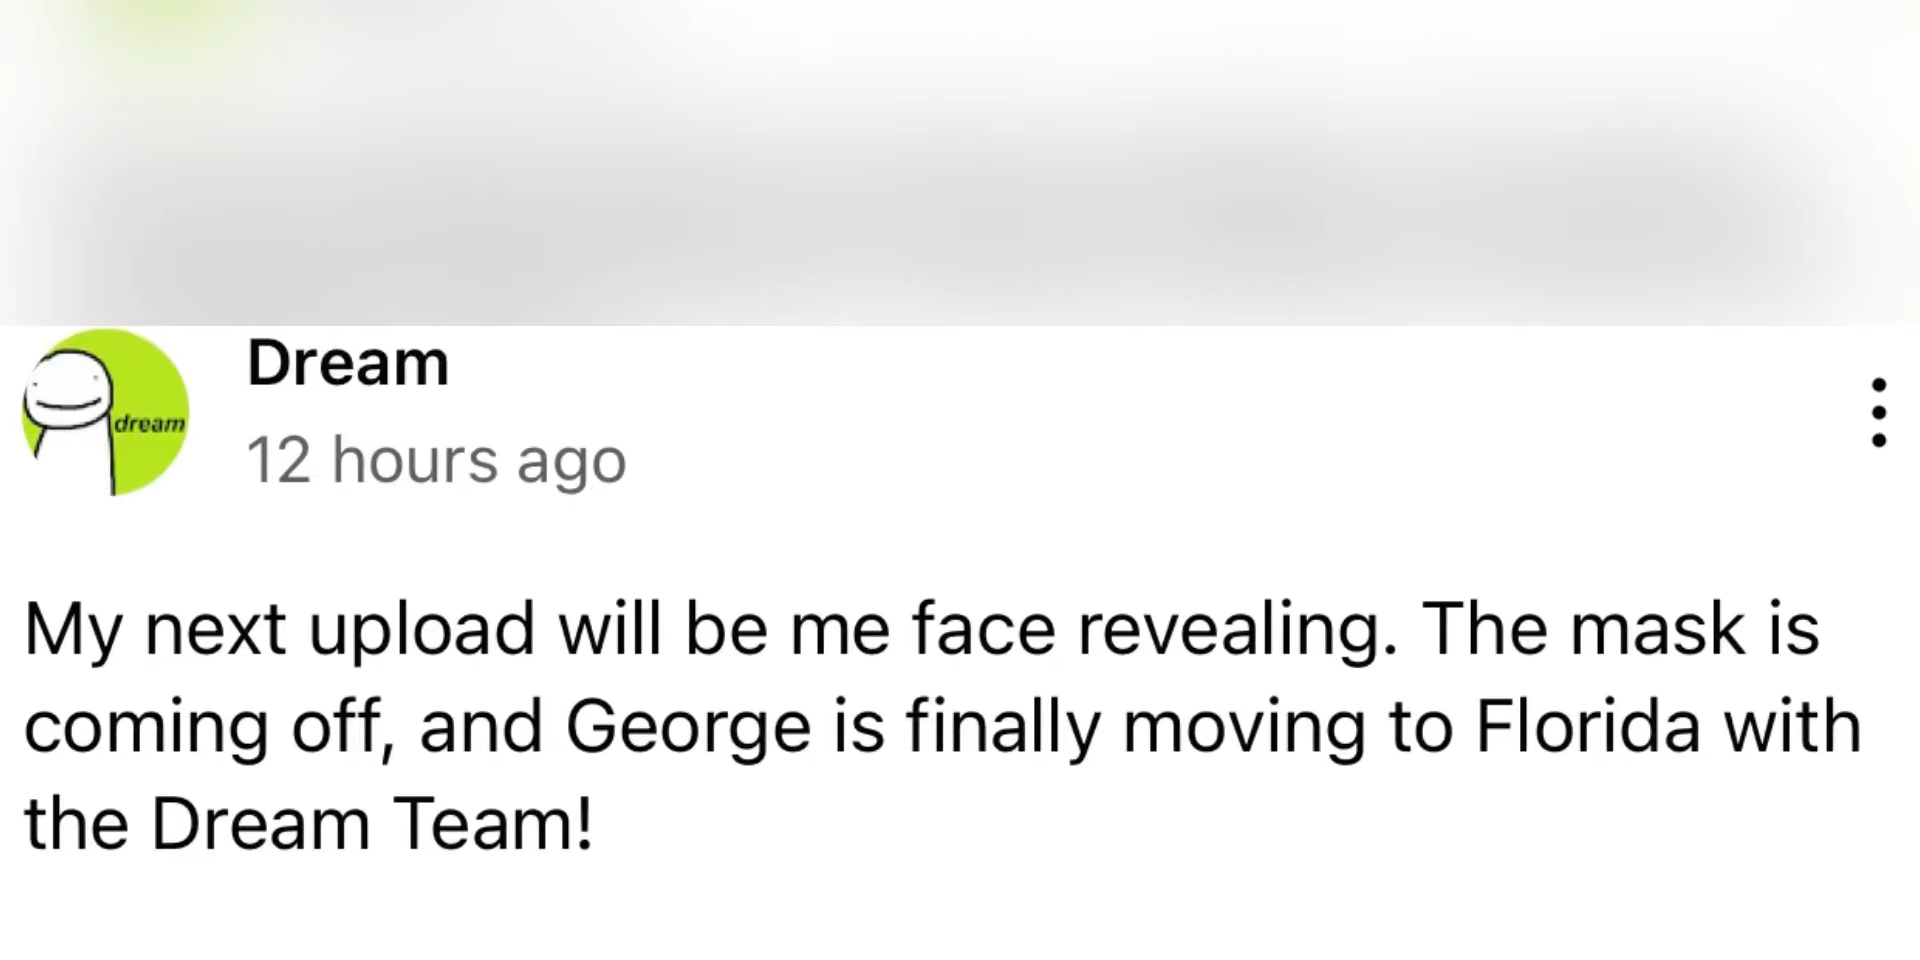 Dream
12 hours ago
dream
My next upload will be me face revealing. The mask is
coming off, and George is finally moving to Florida with
the Dream Team!